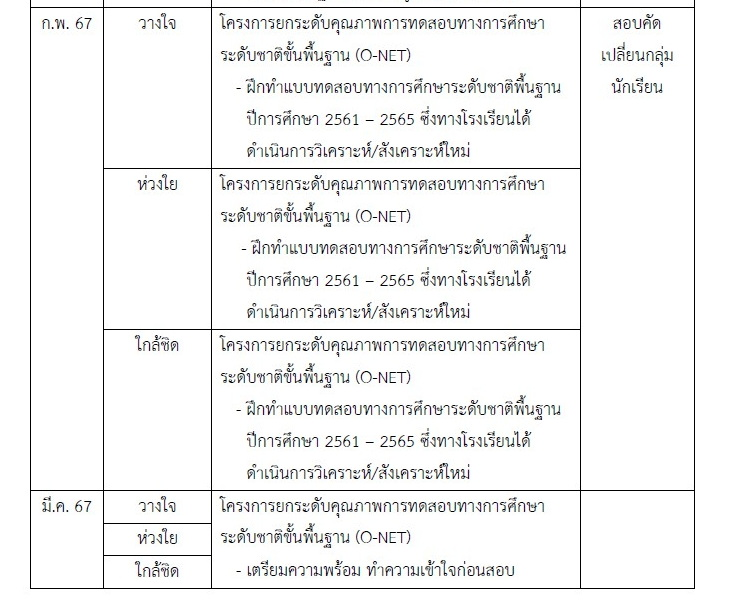 ก.พ. 67 วางใจ โครงการยกระดับคุณภาพการทดสอบทางการศึกษา สอบคัด
ระดับชาติขั้นพื้นฐาน (O-NET) เปลี่ยนกลุ่ม
- ฝึกทำแบบทดสอบทางการศึกษาระดับชาติพื้นฐาน นักเรียน
ปีการศึกษา 2561 – 2565 ซึ่งทางโรงเรียนได้
ดำเนินการวิเคราะห์/สังเคราะห์ใหม่
ห่วงใย โครงการยกระดับคุณภาพการทดสอบทางการศึกษา
ระดับชาติขั้นพื้นฐาน (O-NET)
- ฝึกทำแบบทดสอบทางการศึกษาระดับชาติพื้นฐาน
ปีการศึกษา 2561 – 2565 ซึ่งทางโรงเรียนได้
ดำเนินการวิเคราะห์/สังเคราะห์ใหม่
ใกล้ชิด โครงการยกระดับคุณภาพการทดสอบทางการศึกษา
ระดับชาติขั้นพื้นฐาน (O-NET)
- ฝึกทำแบบทดสอบทางการศึกษาระดับชาติพื้นฐาน
ปีการศึกษา 2561 – 2565 ซึ่งทางโรงเรียนได้
ดำเนินการวิเคราะห์/สังเคราะห์ใหม่
มี.ค. 67 วางใจ โครงการยกระดับคุณภาพการทดสอบทางการศึกษา
ห่วงใย ระดับชาติขั้นพื้นฐาน (O-NET)
ใกล้ชิด - เตรียมความพร้อม ทำความเข้าใจก่อนสอบ